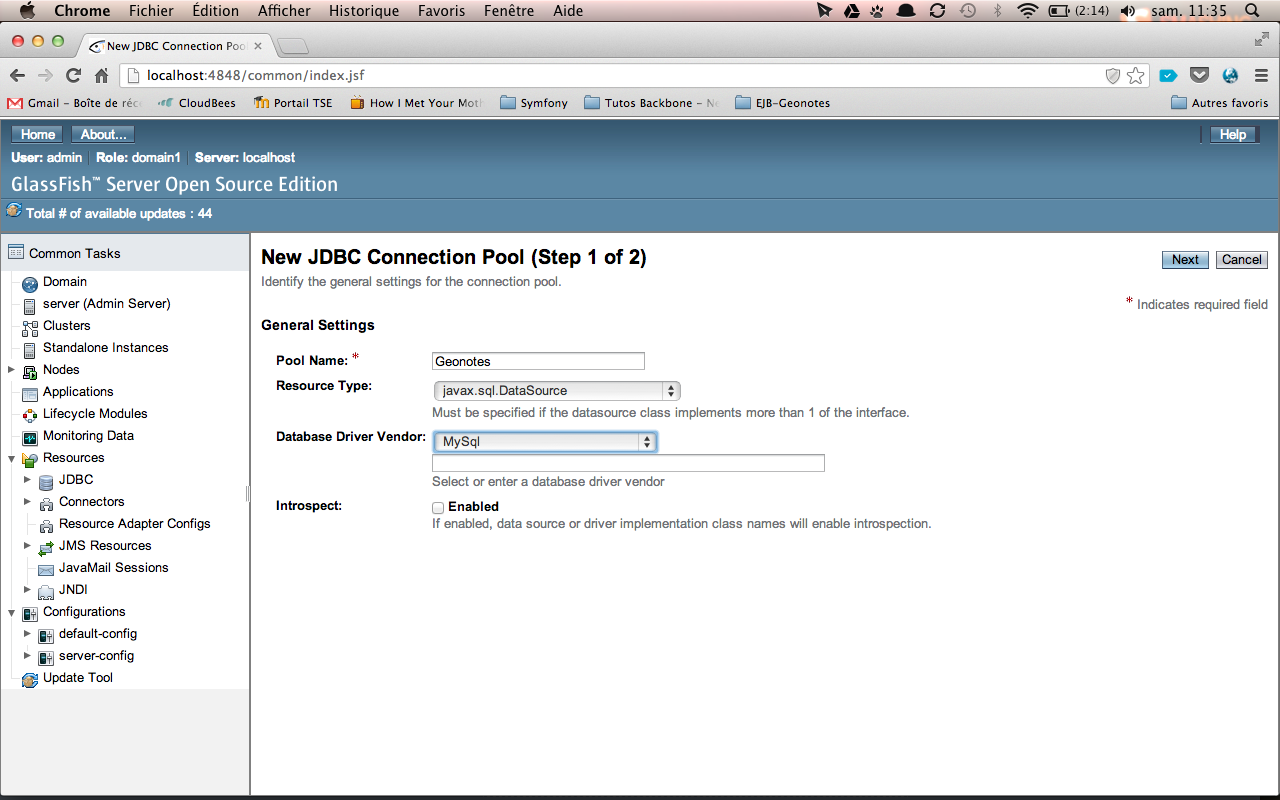 Chrome Fichier Édition Afficher Historique Favoris Fenêtre Aide (2:14) sam. 11:35
New JDBC Connection Poo
localhost:4848/common/index.jsf
Gmail – Boîte de réc CloudBees Portail TSE How I Met Your Mot Symfony Tutos Backbone – N EJB-Geonotes Autres favoris
Home About... Help
User: admin Role: domain1 Server: localhost
GlassFish™ Server Open Source Edition
Total # of available updates : 44
Common Tasks
Domain
server (Admin Server)
Clusters
Standalone Instances
Nodes
Applications
Lifecycle Modules
Monitoring Data
Resources
JDBC
Connectors
Resource Adapter Configs
JMS Resources
JavaMail Sessions
JNDI
Configurations
default-config
server-config
Update Tool
New JDBC Connection Pool (Step 1 of 2)
Next Cancel
Identify the general settings for the connection pool.
* Indicates required field
General Settings
Pool Name: * Geonotes
Resource Type: javax.sql.DataSource
Must be specified if the datasource class implements more than 1 of the interface.
Database Driver Vendor: MySql
Select or enter a database driver vendor
Introspect: Enabled
If enabled, data source or driver implementation class names will enable introspection.